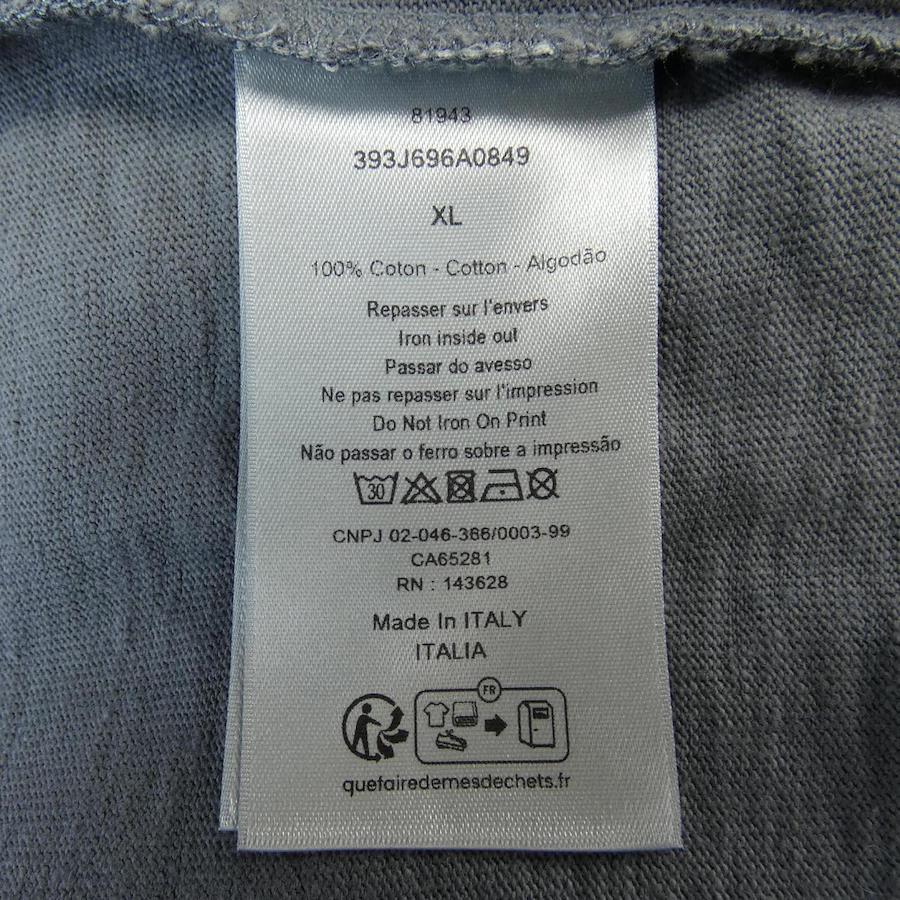 81943
393J696A0849
XL
100% Coton - Cotton - Algodão
Repasser sur l'envers
Iron inside out
Passar do avesso
Ne pas repasser sur l'impression
Do Not Iron On Print
Não passar o ferro sobre a impressão
30
CNPJ 02-046-366/0003-99
CA65281
RN : 143628
Made In ITALY
ITALIA
FR
quefairedemesdechets.fr